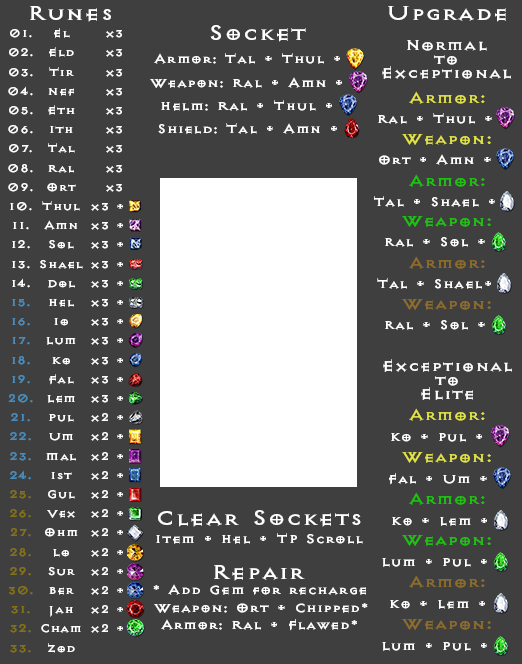 Runes
01. El x3
02. Eld x3
03. Tir x3
04. Nef x3
05. Eth x3
06. Ith x3
07. Tal x3
08. Ral x3
09. Ort x3
10. Thul x3 +
11. Amn x3 +
12. Sol x3 +
13. Shael x3 +
14. Dol x3 +
15. Hel x3 +
16. Io x3 +
17. Lum x3 +
18. Ko x3 +
19. Fal x3 +
20. Lem x3 +
21. Pul x2 +
22. Um x2 +
23. Mal x2 +
24. Ist x2 +
25. Gul x2 +
26. Vex x2 +
27. Ohm x2 +
28. Lo x2 +
29. Sur x2 +
30. Ber x2 +
31. Jah x2 +
32. Cham x2 +
33. Zod
Socket
Armor: Tal + Thul +
Weapon: Ral + Amn +
Helm: Ral + Thul +
Shield: Tal + Amn +
Clear Sockets
Item + Hel + TP Scroll
Repair
* Add Gem for recharge
Weapon: Ort + Chipped*
Armor: Ral + Flawed*
Upgrade
Normal
to
Exceptional
Armor:
Ral + Thul +
Weapon:
Ort + Amn +
Armor:
Tal + Shael +
Weapon:
Ral + Sol +
Armor:
Tal + Shael+
Weapon:
Ral + Sol +
Exceptional
to
Elite
Armor:
Ko + Pul +
Weapon:
Fal + Um +
Armor:
Ko + Lem +
Weapon:
Lum + Pul +
Armor:
Ko + Lem +
Weapon:
Lum + Pul +